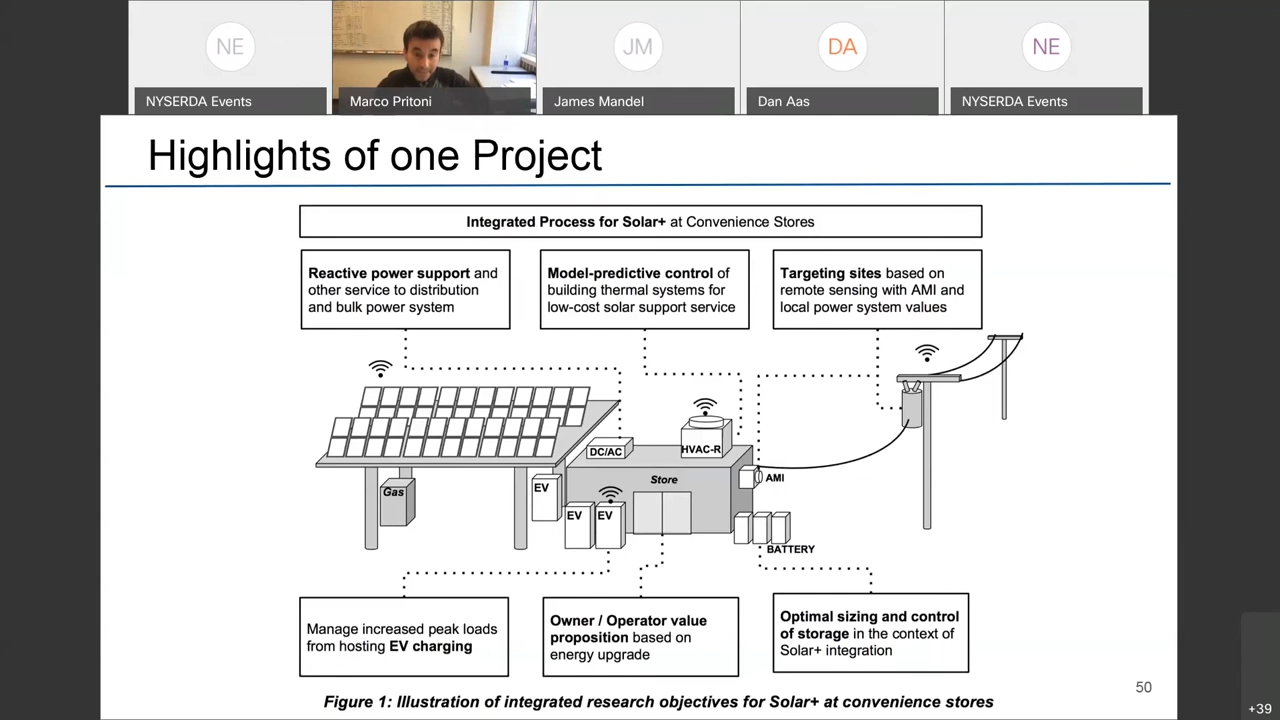 NE
JM
DA
NE
NYSERDA Events
Marco Pritoni
James Mandel
Dan Aas
NYSERDA Events
Highlights of one Project
Integrated Process for Solar+ at Convenience Stores
Reactive power support and
other service to distribution
and bulk power system
Model-predictive control of
building thermal systems for
low-cost solar support service
Targeting sites based on
remote sensing with AMI and
local power system values
DC/AC
HVAC-R
Store
AMI
Gas
EV
EV
EV
BATTERY
Manage increased peak loads
from hosting EV charging
Owner / Operator value
proposition based on
energy upgrade
Optimal sizing and control
of storage in the context of
Solar+ integration
Figure 1: Illustration of integrated research objectives for Solar+ at convenience stores
50
+39